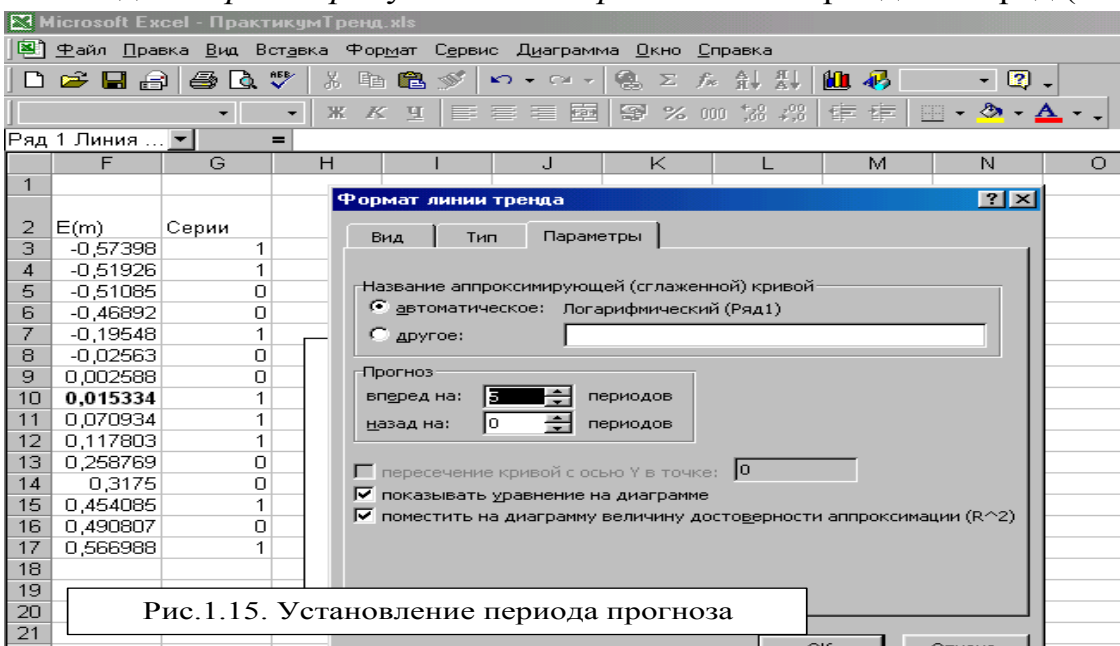 Microsoft Excel - ПрактикумТренд.xls
Файл Правка Вид Вставка Формат Сервис Диаграмма Окно Справка
Ж К Ч % 000
Ряд 1 Линия ... =
F G H I J K L M N O
1
2 E(m) Серии
3 -0,57398 1
4 -0,51926 1
5 -0,51085 0
6 -0,46892 0
7 -0,19548 1
8 -0,02563 0
9 0,002588 0
10 0,015334 1
11 0,070934 1
12 0,117803 1
13 0,258769 0
14 0,3175 0
15 0,454085 1
16 0,490807 0
17 0,566988 1
18
19
20
21
Формат линии тренда
Вид Тип Параметры
Название аппроксимирующей (сглаженной) кривой
автоматическое: Логарифмический (Ряд1)
другое:
Прогноз
вперед на: 5 периодов
назад на: 0 периодов
пересечение кривой с осью Y в точке: 0
показывать уравнение на диаграмме
поместить на диаграмму величину достоверности аппроксимации (R^2)
Рис.1.15. Установление периода прогноза